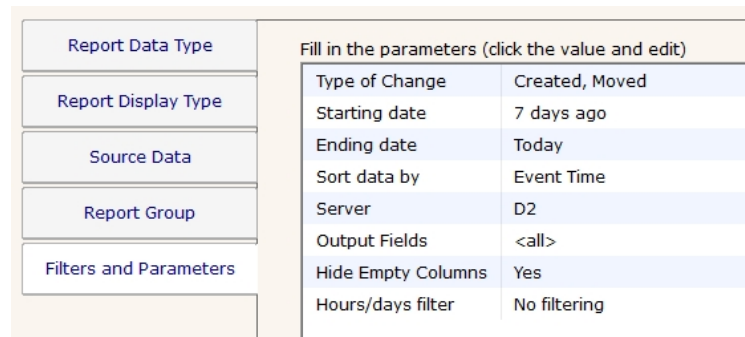 Report Data Type
Report Display Type
Source Data
Report Group
Filters and Parameters
Fill in the parameters (click the value and edit)
Type of Change Created, Moved
Starting date 7 days ago
Ending date Today
Sort data by Event Time
Server D2
Output Fields <all>
Hide Empty Columns Yes
Hours/days filter No filtering